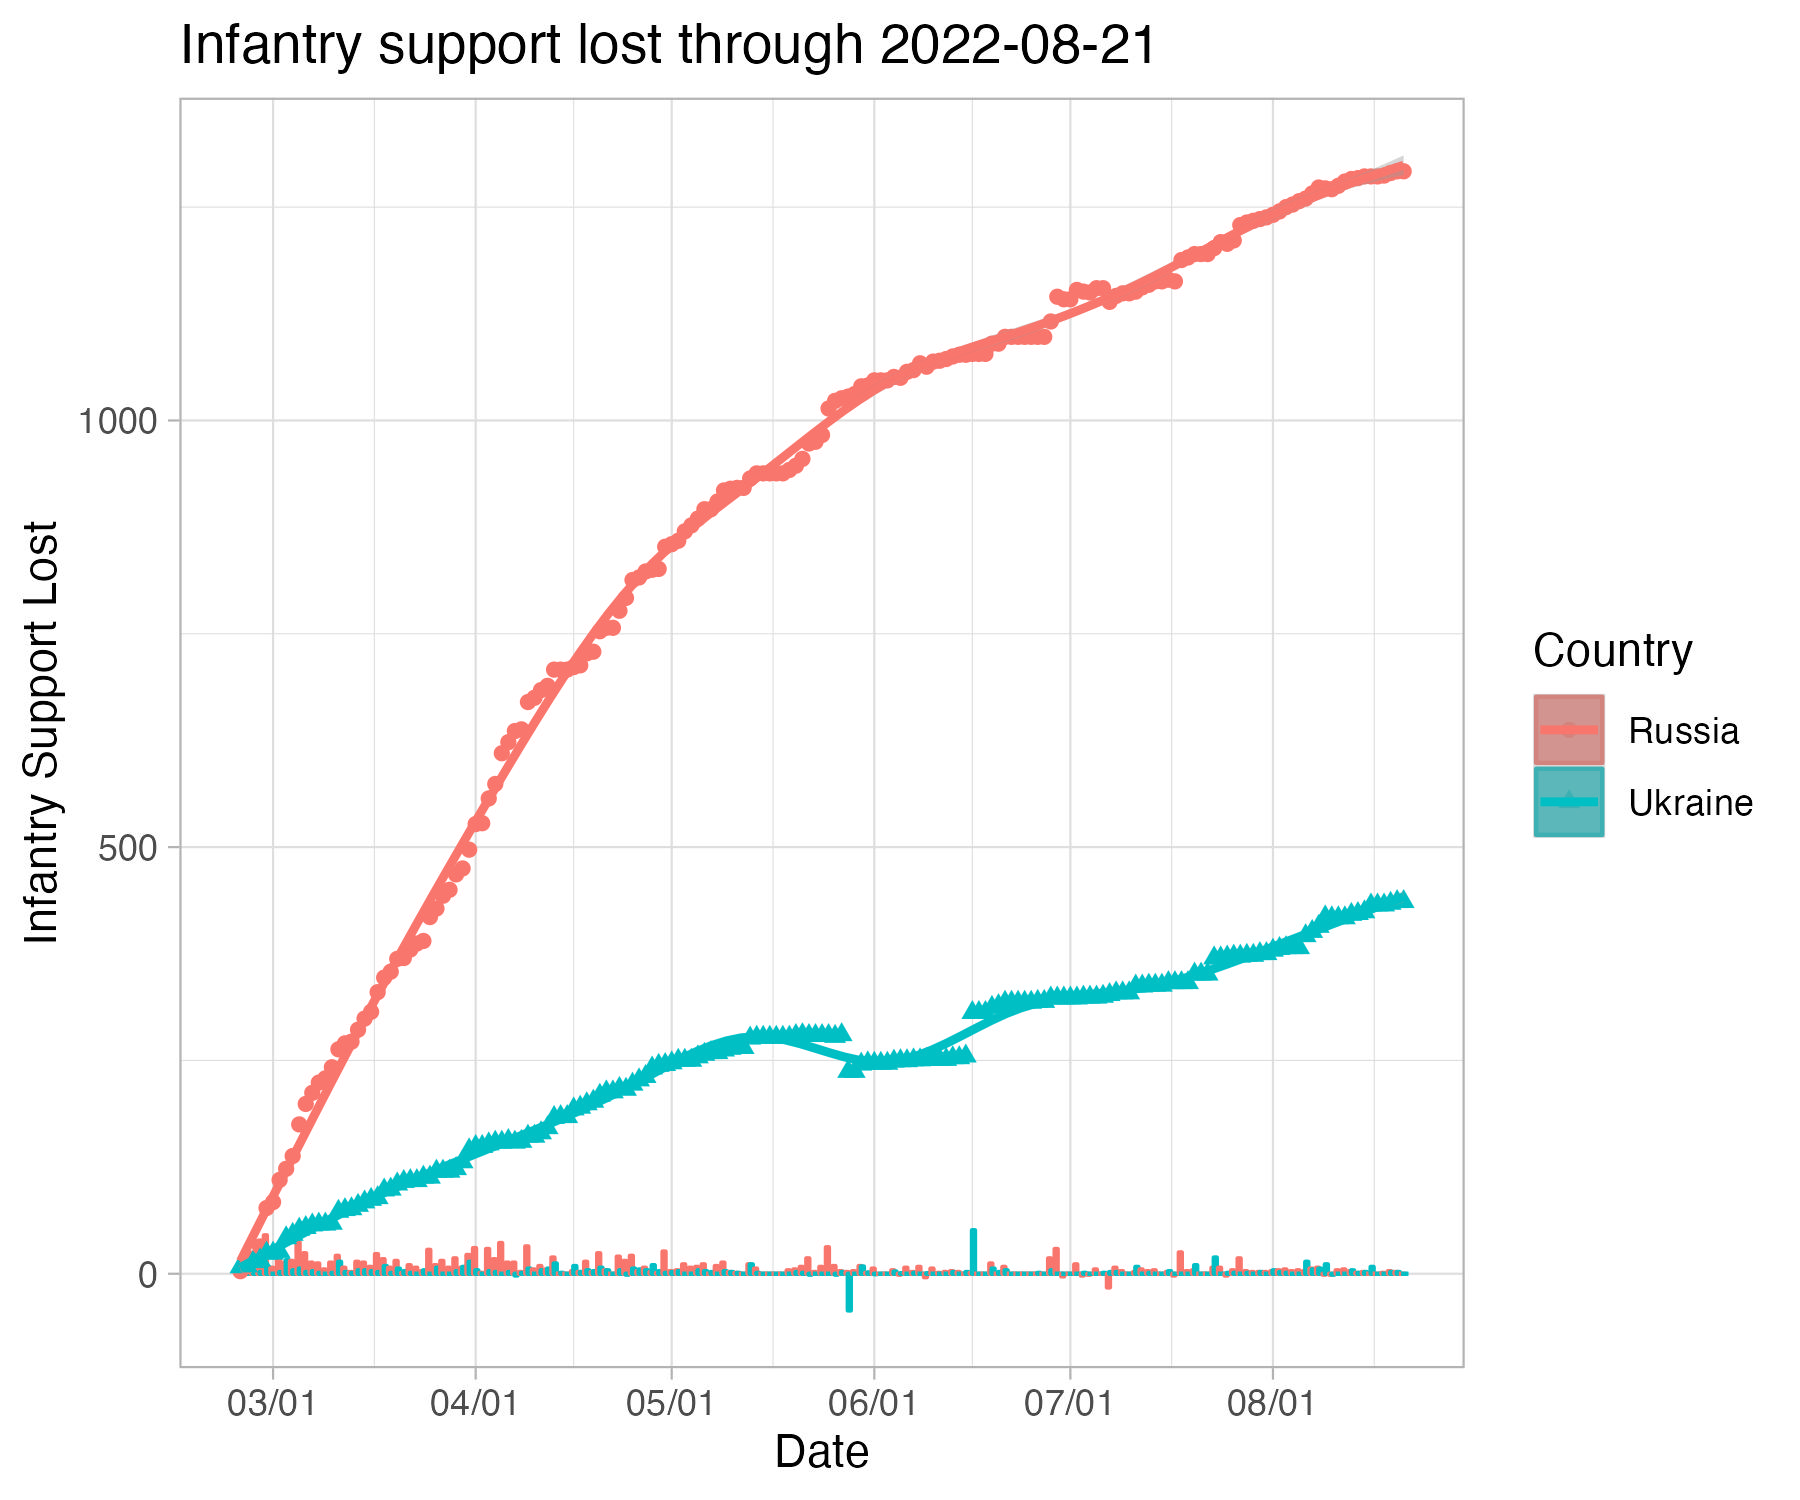 Infantry support lost through 2022-08-21
Infantry Support Lost
1000
500
0
03/01
04/01
05/01
06/01
07/01
08/01
Date
Country
Russia
Ukraine